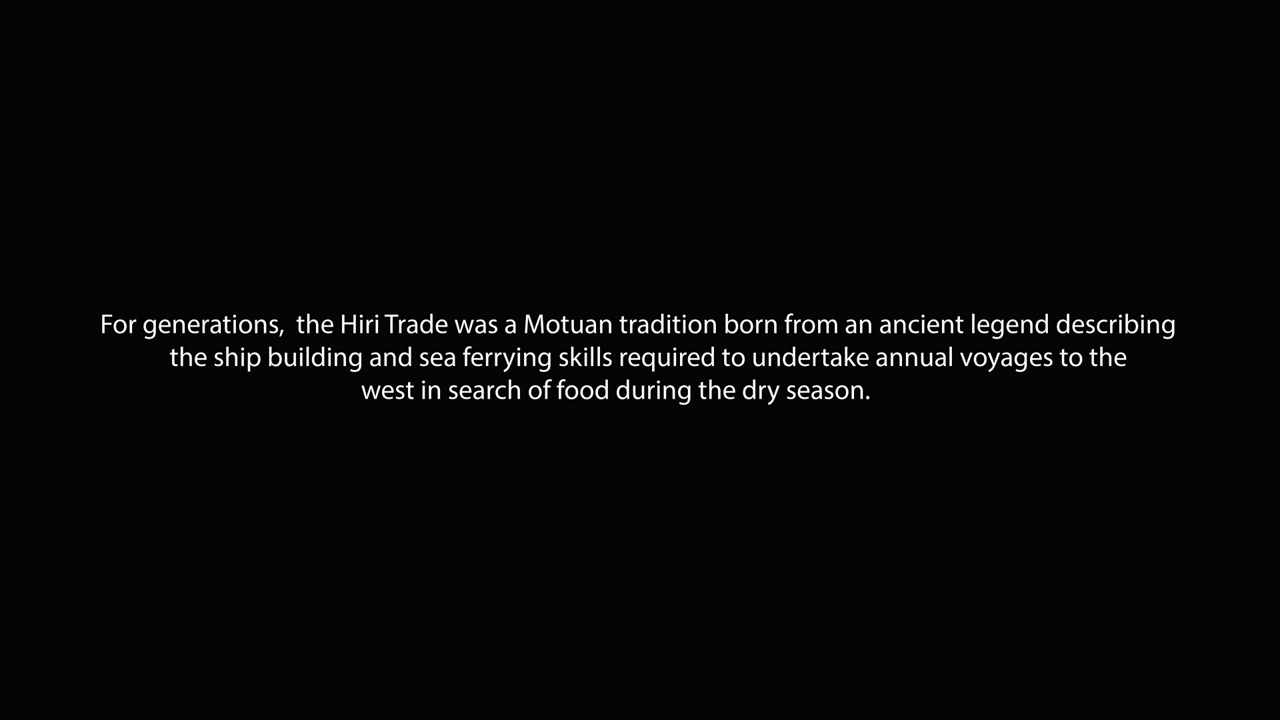 For generations,  the Hiri Trade was a Motuan tradition born from an ancient legend describing
the ship building and sea ferrying skills required to undertake annual voyages to the
west in search of food during the dry season.